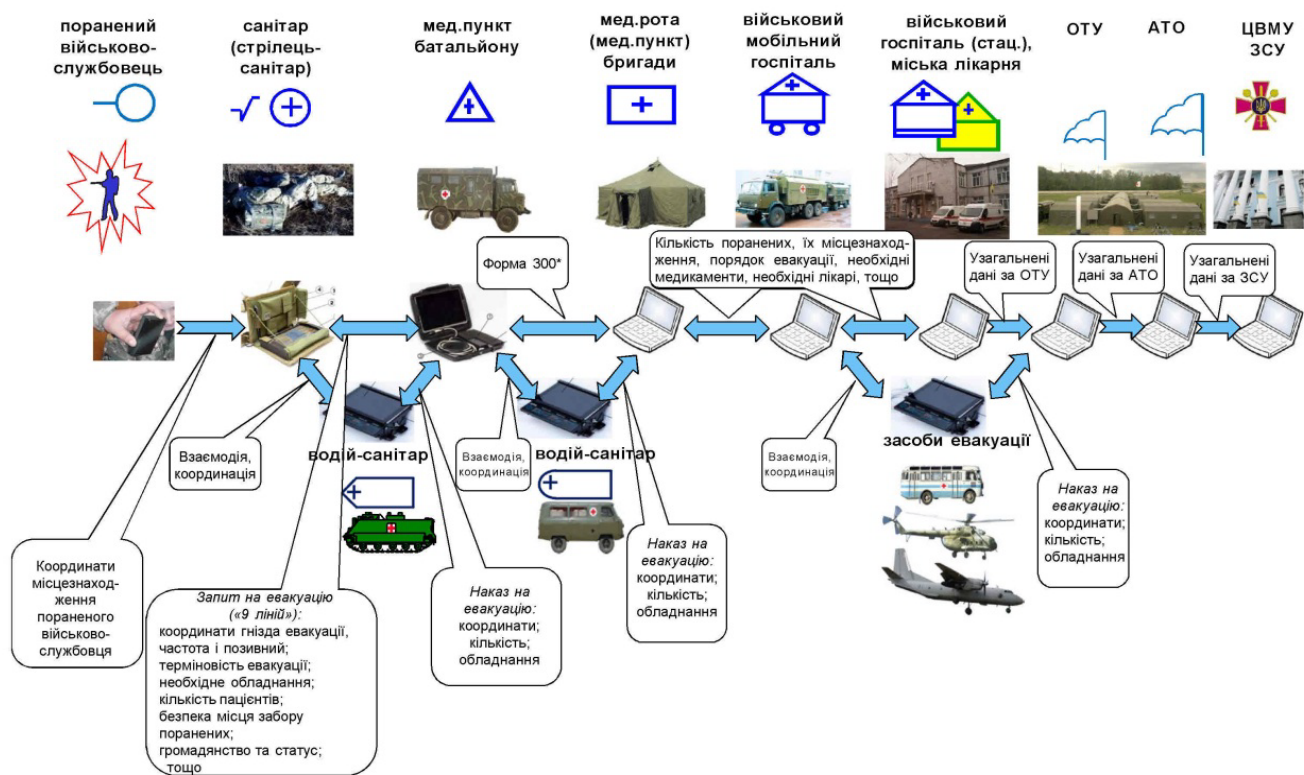 поранений
військово-
службовець
санітар
(стрілець-
санітар)
мед.пункт
батальйону
мед.рота
(мед.пункт)
бригади
військовий
мобільний
госпіталь
військовий
госпіталь (стац.),
міська лікарня
ОТУ
АТО
ЦВМУ
ЗСУ
Форма 300*
Кількість поранених, їх місцезнаход-
ження, порядок евакуації, необхідні
медикаменти, необхідні лікарі, тощо
Узагальнені
дані за ОТУ
Узагальнені
дані за АТО
Узагальнені
дані за ЗСУ
Взаємодія,
координація
водій-санітар
Взаємодія,
координація
водій-санітар
Взаємодія,
координація
засоби евакуації
Координати
місцезнаход-
ження
пораненого
військово-
службовця
Запит на евакуацію
(«9 ліній»):
координати гнізда евакуації,
частота і позивний;
терміновість евакуації;
необхідне обладнання;
кількість пацієнтів;
безпека місця забору
поранених;
громадянство та статус;
тощо
Наказ на
евакуацію:
координати;
кількість;
обладнання
Наказ на
евакуацію:
координати;
кількість;
обладнання
Наказ на
евакуацію:
координати;
кількість;
обладнання